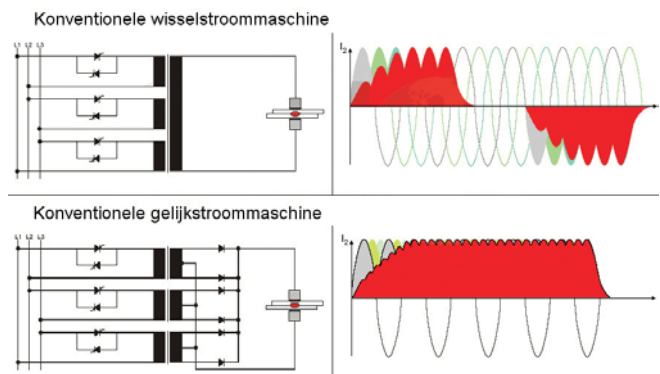 Konventionele wisselstroommaschine
L1 L2 L3
I2
Konventionele gelijkstroommaschine
L1 L2 L3
I2